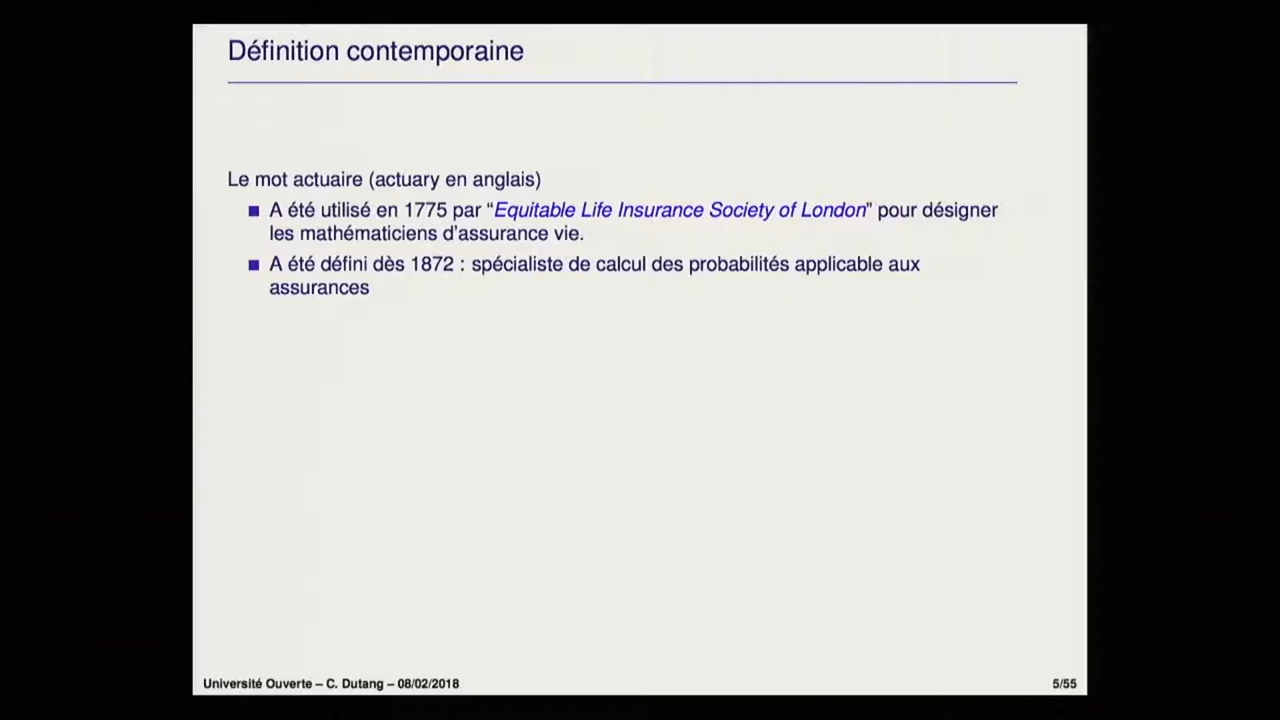 Définition contemporaine
Le mot actuaire (actuary en anglais)
■ A été utilisé en 1775 par “Equitable Life Insurance Society of London” pour désigner
les mathématiciens d'assurance vie.
■ A été défini dès 1872 : spécialiste de calcul des probabilités applicable aux
assurances
Université Ouverte – C. Dutang – 08/02/2018
5/55